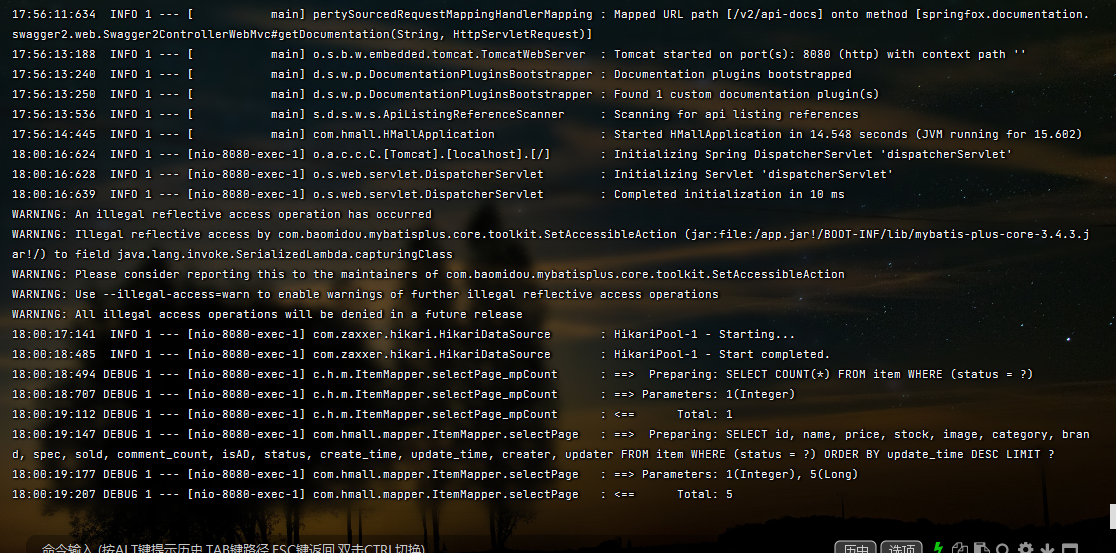 17:56:11:634  INFO 1 --- [           main] pertySourcedRequestMappingHandlerMapping : Mapped URL path [/v2/api-docs] onto method [springfox.documentation.
swagger2.web.Swagger2ControllerWebMvc#getDocumentation(String, HttpServletRequest)]
17:56:13:188  INFO 1 --- [           main] o.s.b.w.embedded.tomcat.TomcatWebServer  : Tomcat started on port(s): 8080 (http) with context path ''
17:56:13:240  INFO 1 --- [           main] d.s.w.p.DocumentationPluginsBootstrapper : Documentation plugins bootstrapped
17:56:13:250  INFO 1 --- [           main] d.s.w.p.DocumentationPluginsBootstrapper : Found 1 custom documentation plugin(s)
17:56:13:536  INFO 1 --- [           main] s.d.s.w.s.ApiListingReferenceScanner     : Scanning for api listing references
17:56:14:445  INFO 1 --- [           main] com.hmall.HMallApplication               : Started HMallApplication in 14.548 seconds (JVM running for 15.602)
18:00:16:624  INFO 1 --- [nio-8080-exec-1] o.a.c.c.C.[Tomcat].[localhost].[/]       : Initializing Spring DispatcherServlet 'dispatcherServlet'
18:00:16:628  INFO 1 --- [nio-8080-exec-1] o.s.web.servlet.DispatcherServlet        : Initializing Servlet 'dispatcherServlet'
18:00:16:639  INFO 1 --- [nio-8080-exec-1] o.s.web.servlet.DispatcherServlet        : Completed initialization in 10 ms
WARNING: An illegal reflective access operation has occurred
WARNING: Illegal reflective access by com.baomidou.mybatisplus.core.toolkit.SetAccessibleAction (jar:file:/app.jar!/BOOT-INF/lib/mybatis-plus-core-3.4.3.j
ar!/) to field java.lang.invoke.SerializedLambda.capturingClass
WARNING: Please consider reporting this to the maintainers of com.baomidou.mybatisplus.core.toolkit.SetAccessibleAction
WARNING: Use --illegal-access=warn to enable warnings of further illegal reflective access operations
WARNING: All illegal access operations will be denied in a future release
18:00:17:141  INFO 1 --- [nio-8080-exec-1] com.zaxxer.hikari.HikariDataSource       : HikariPool-1 - Starting...
18:00:18:485  INFO 1 --- [nio-8080-exec-1] com.zaxxer.hikari.HikariDataSource       : HikariPool-1 - Start completed.
18:00:18:494 DEBUG 1 --- [nio-8080-exec-1] c.h.m.ItemMapper.selectPage_mpCount      : ==>  Preparing: SELECT COUNT(*) FROM item WHERE (status = ?)
18:00:18:707 DEBUG 1 --- [nio-8080-exec-1] c.h.m.ItemMapper.selectPage_mpCount      : ==> Parameters: 1(Integer)
18:00:19:112 DEBUG 1 --- [nio-8080-exec-1] c.h.m.ItemMapper.selectPage_mpCount      : <==      Total: 1
18:00:19:147 DEBUG 1 --- [nio-8080-exec-1] com.hmall.mapper.ItemMapper.selectPage   : ==>  Preparing: SELECT id, name, price, stock, image, category, bran
d, spec, sold, comment_count, isAD, status, create_time, update_time, creater, updater FROM item WHERE (status = ?) ORDER BY update_time DESC LIMIT ?
18:00:19:177 DEBUG 1 --- [nio-8080-exec-1] com.hmall.mapper.ItemMapper.selectPage   : ==> Parameters: 1(Integer), 5(Long)
18:00:19:207 DEBUG 1 --- [nio-8080-exec-1] com.hmall.mapper.ItemMapper.selectPage   : <==      Total: 5
命令输入 (按ALT键提示历史,TAB键路径,ESC键返回,双击CTRL切换) 历史 选项